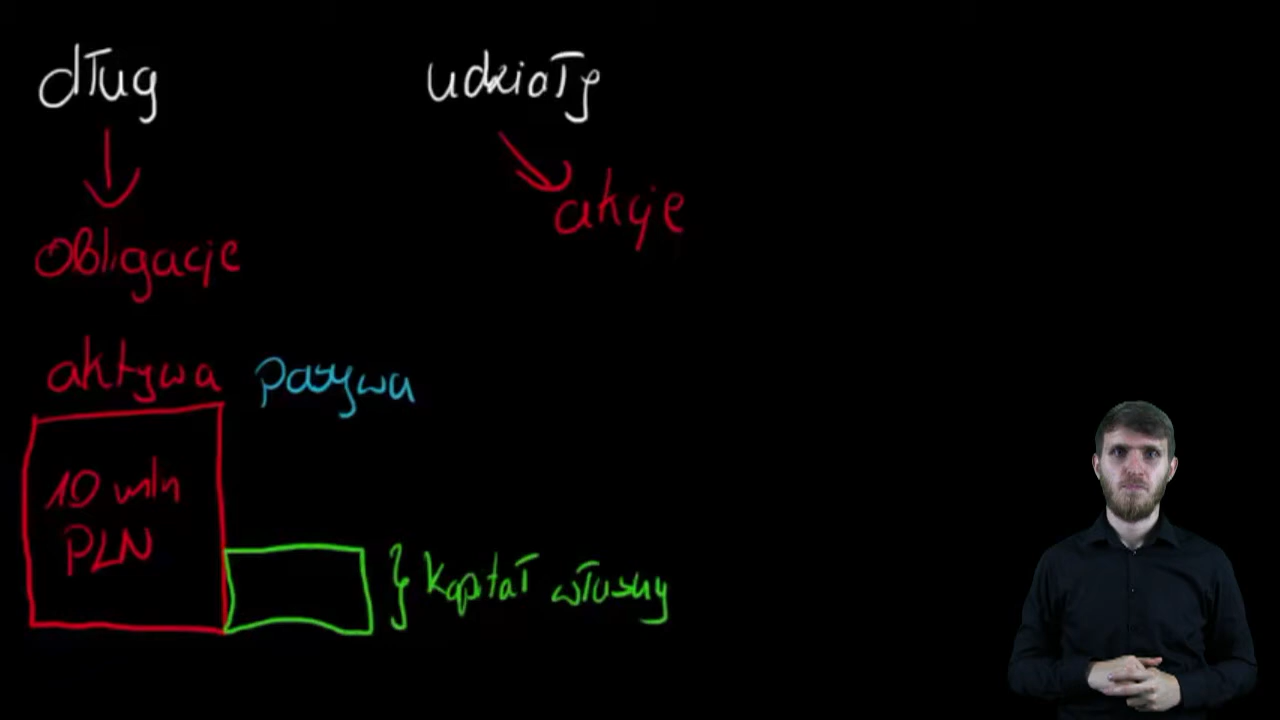 dług
udziały
akcje
obligacje
aktywa pasywa
10 mln
PLN
} kapitał własny